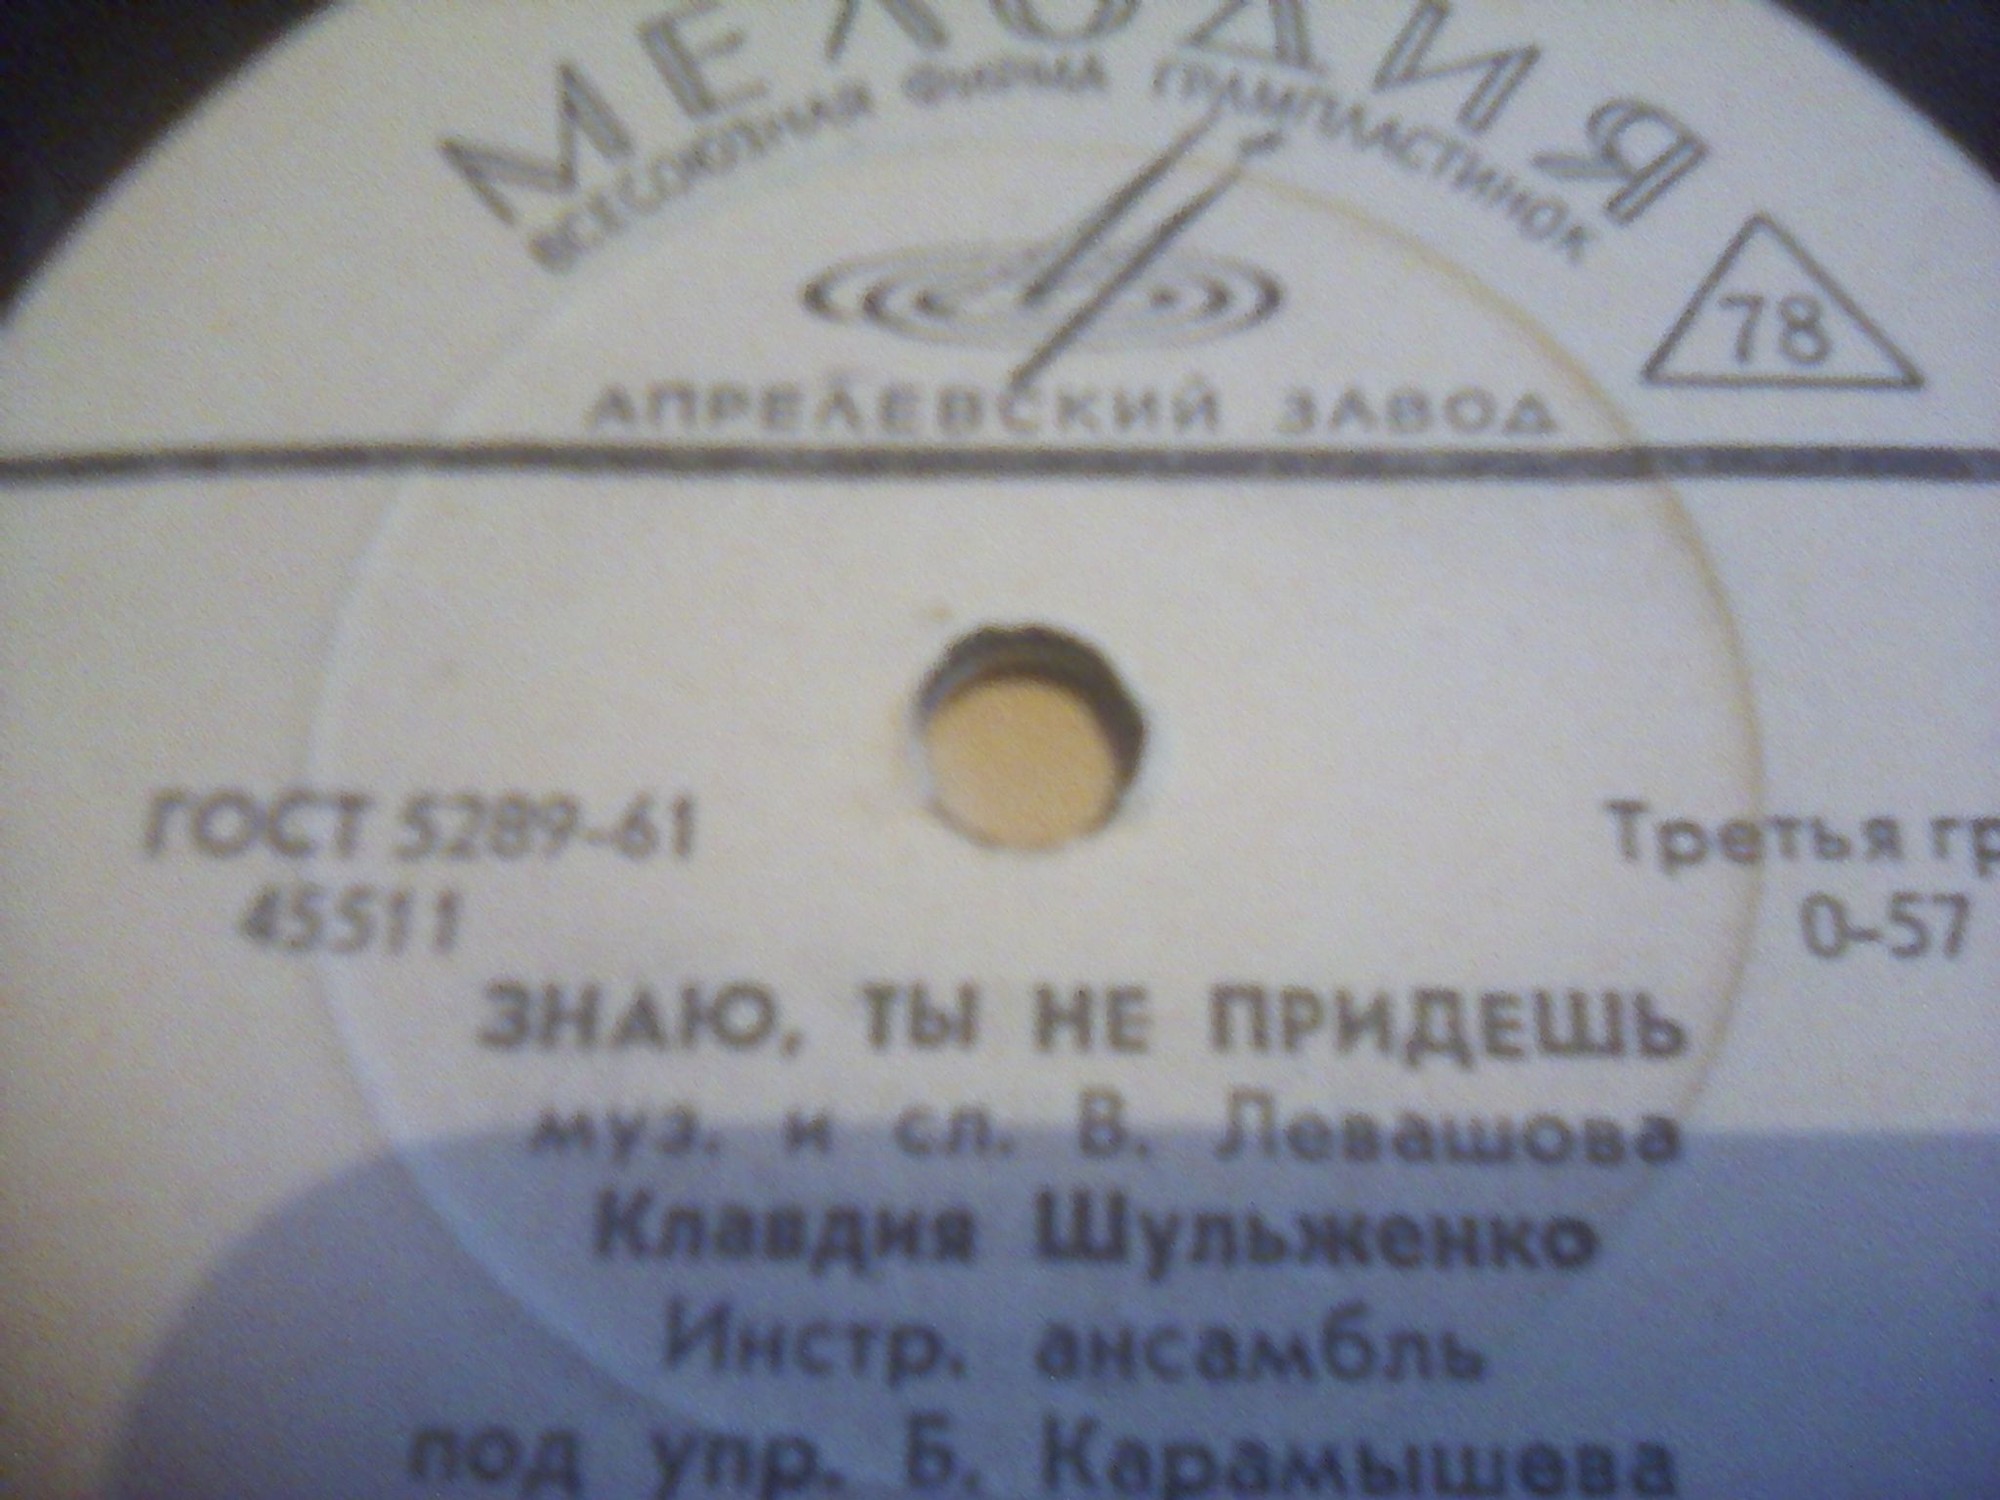 МЕЛОДИЯ
ВСЕСОЮЗНАЯ ФИРМА ГРАМПЛАСТИНОК
78
АПРЕЛЕВСКИЙ ЗАВОД
ГОСТ 5289-61
45511
Третья гр
0-57
ЗНАЮ, ТЫ НЕ ПРИДЕШЬ
муз. и сл. В. Левашова
Клавдия Шульженко
Инстр. ансамбль
под упр. Б. Карамышева